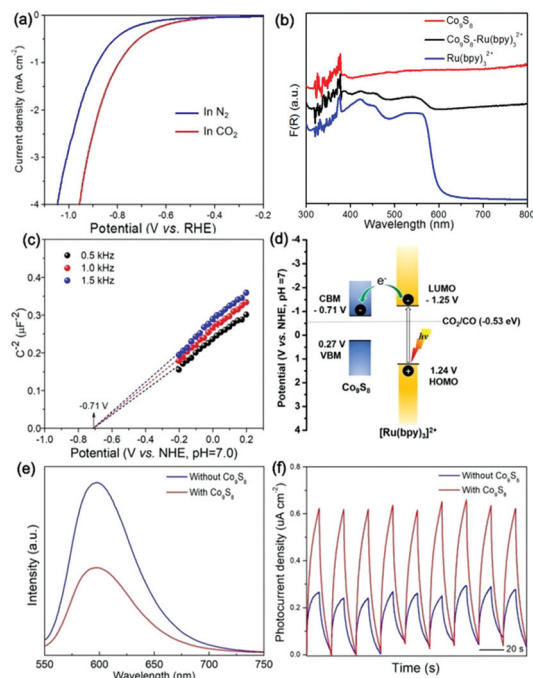 (a)
Current density (mA cm⁻²)
0
-1
-2
-3
-4
In N₂
In CO₂
-1.0
-0.8
-0.6
-0.4
-0.2
Potential (V vs. RHE)
(b)
F(R) (a.u.)
Co₉S₈
Co₉S₈-Ru(bpy)₃²⁺
Ru(bpy)₃²⁺
300
400
500
600
700
800
Wavelength (nm)
(c)
C⁻² (μF⁻²)
0.5 kHz
1.0 kHz
1.5 kHz
0.4
0.3
0.2
0.1
0.0
-0.71 V
-1.0
-0.8
-0.6
-0.4
-0.2
0.0
0.2
Potential (V vs. NHE, pH=7.0)
(d)
Potential (V vs. NHE, pH =7)
-4
-3
-2
-1
0
1
2
3
4
e⁻
CBM
- 0.71 V
LUMO
- 1.25 V
CO₂/CO (-0.53 eV)
0.27 V
VBM
hv
1.24 V
HOMO
Co₉S₈
[Ru(bpy)₃]²⁺
(e)
Intensity (a.u.)
Without Co₉S₈
With Co₉S₈
550
600
650
700
750
Wavelength (nm)
(f)
Photocurrent density (uA cm⁻²)
Without Co₉S₈
With Co₉S₈
0.8
0.6
0.4
0.2
0.0
20 s
Time (s)